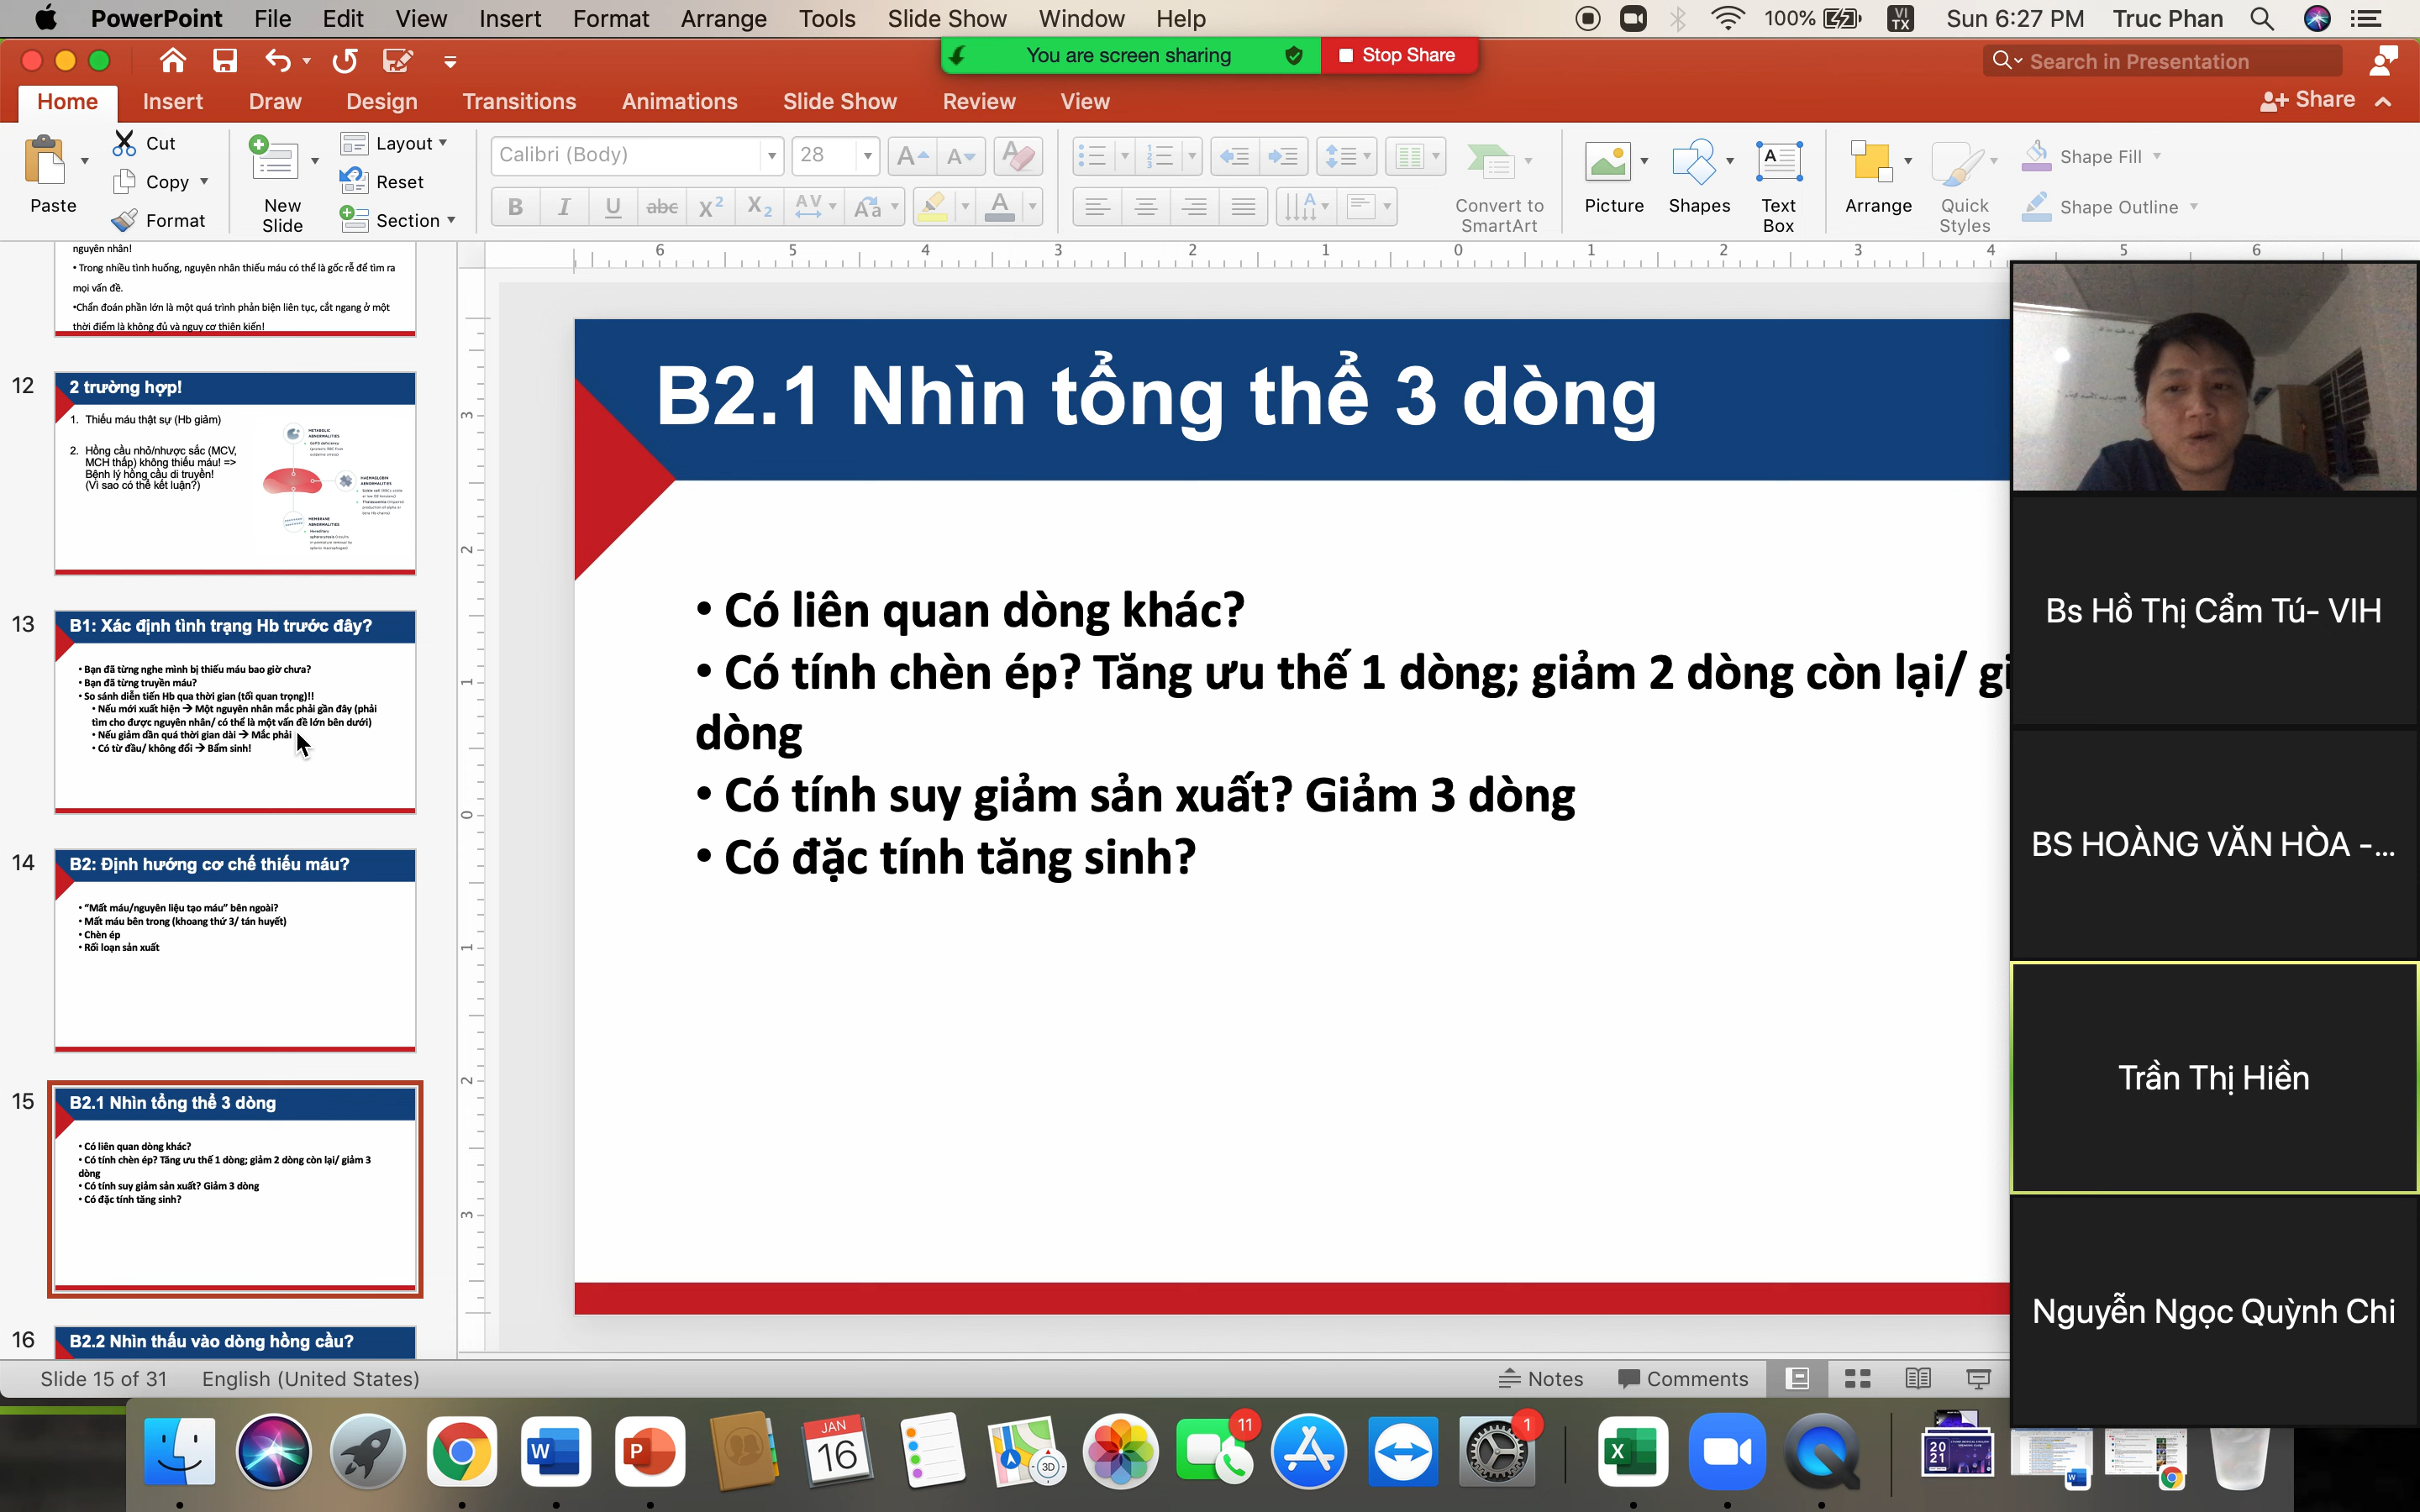 PowerPoint File Edit View Insert Format Arrange Tools Slide Show Window Help 100% VI TX Sun 6:27 PM Truc Phan
You are screen sharing Stop Share
Search in Presentation
Home Insert Draw Design Transitions Animations Slide Show Review View Share
Paste Cut Copy Format
New Slide Layout Reset Section
Calibri (Body) 28
Convert to SmartArt Picture Shapes Text Box Arrange Quick Styles Shape Fill Shape Outline
nguyên nhân!
• Trong nhiều tình huống, nguyên nhân thiếu máu có thể là gốc rễ để tìm ra
mọi vấn đề.
•Chẩn đoán phần lớn là một quá trình phản biện liên tục, cắt ngang ở một
thời điểm là không đủ và nguy cơ thiên kiến!
12
2 trường hợp!
1. Thiếu máu thật sự (Hb giảm)
2. Hồng cầu nhỏ/nhược sắc (MCV,
MCH thấp) không thiếu máu! =>
Bệnh lý hồng cầu di truyền!
(Vì sao có thể kết luận?)
METABOLIC
ABNORMALITIES
HAEMAGLOBIN
ABNORMALITIES
MEMBRANE
ABNORMALITIES
13
B1: Xác định tình trạng Hb trước đây?
• Bạn đã từng nghe mình bị thiếu máu bao giờ chưa?
• Bạn đã từng truyền máu?
• So sánh diễn tiến Hb qua thời gian (tối quan trọng)!!
• Nếu mới xuất hiện → Một nguyên nhân mắc phải gần đây (phải
tìm cho được nguyên nhân/ có thể là một vấn đề lớn bên dưới)
• Nếu giảm dần quá thời gian dài → Mắc phải
• Có từ đầu/ không đổi → Bẩm sinh!
14
B2: Định hướng cơ chế thiếu máu?
• “Mất máu/nguyên liệu tạo máu” bên ngoài?
• Mất máu bên trong (khoang thứ 3/ tán huyết)
• Chèn ép
• Rối loạn sản xuất
15
B2.1 Nhìn tổng thể 3 dòng
• Có liên quan dòng khác?
• Có tính chèn ép? Tăng ưu thế 1 dòng; giảm 2 dòng còn lại/ giảm 3
dòng
• Có tính suy giảm sản xuất? Giảm 3 dòng
• Có đặc tính tăng sinh?
16
B2.2 Nhìn thấu vào dòng hồng cầu?
B2.1 Nhìn tổng thể 3 dòng
• Có liên quan dòng khác?
• Có tính chèn ép? Tăng ưu thế 1 dòng; giảm 2 dòng còn lại/ gi
dòng
• Có tính suy giảm sản xuất? Giảm 3 dòng
• Có đặc tính tăng sinh?
Bs Hồ Thị Cẩm Tú- VIH
BS HOÀNG VĂN HÒA -...
Trần Thị Hiền
Nguyễn Ngọc Quỳnh Chi
Slide 15 of 31 English (United States) Notes Comments
JAN
16
3D
11
1
20
21